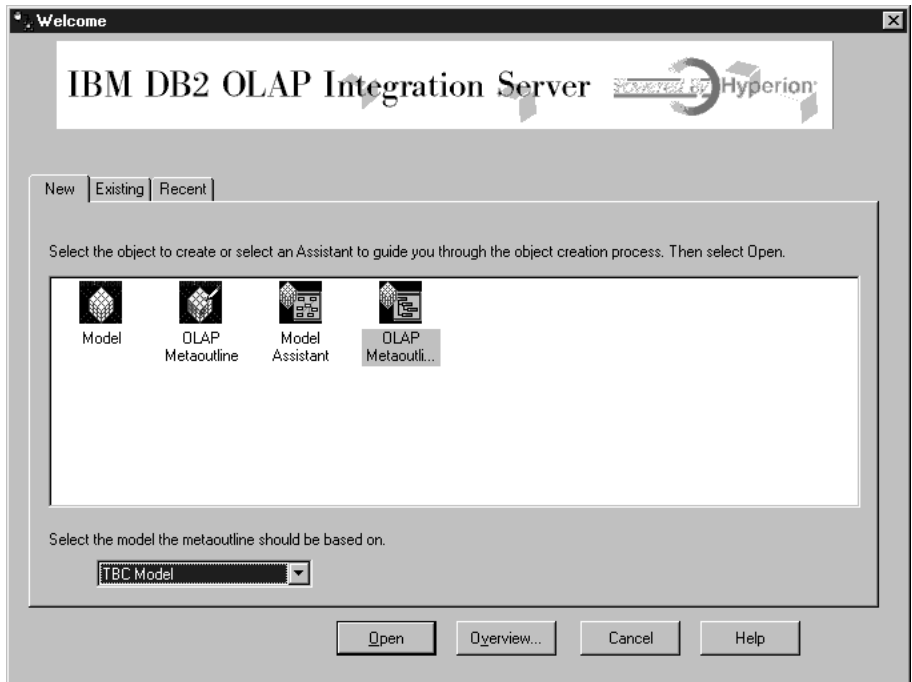 Welcome
IBM DB2 OLAP Integration Server
POWERED BY Hyperion
New Existing Recent
Select the object to create or select an Assistant to guide you through the object creation process. Then select Open.
Model
OLAP
Metaoutline
Model
Assistant
OLAP
Metaoutli...
Select the model the metaoutline should be based on.
TBC Model
Open Overview... Cancel Help